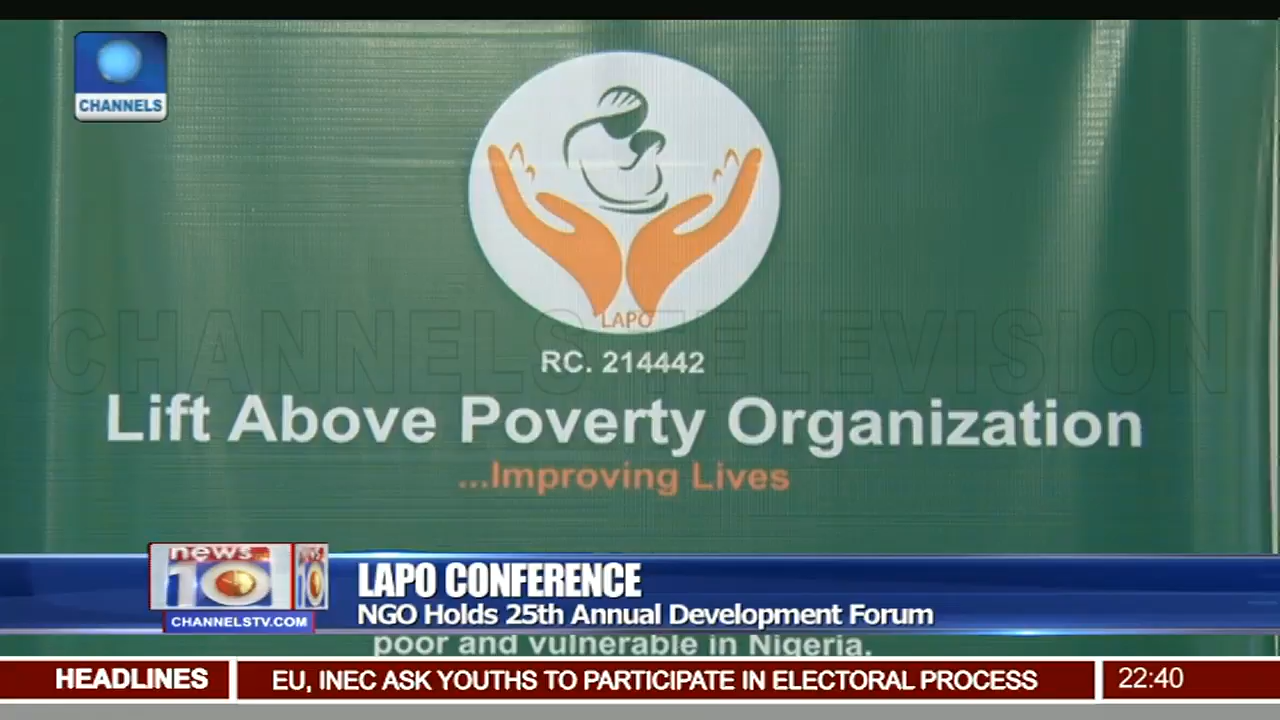 CHANNELS
LAPO
RC. 214442
CHANNELS TELEVISION
Lift Above Poverty Organization
...Improving Lives
news
10
NEWS
10
CHANNELSTV.COM
LAPO CONFERENCE
NGO Holds 25th Annual Development Forum
poor and vulnerable in Nigeria.
HEADLINES
EU, INEC ASK YOUTHS TO PARTICIPATE IN ELECTORAL PROCESS
22:40